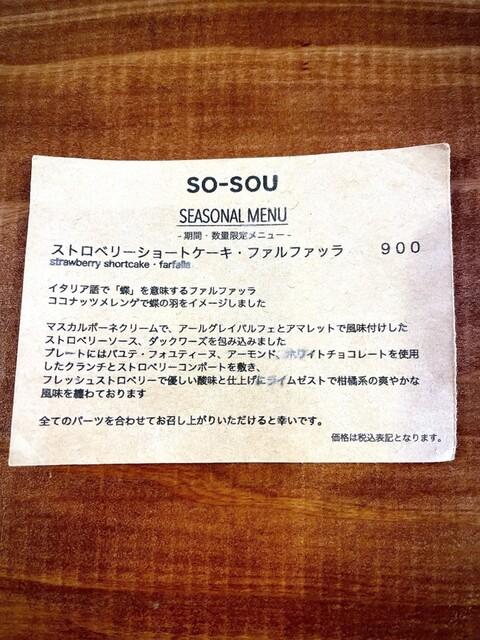 SO-SOU
SEASONAL MENU
- 期間・数量限定メニュー -
ストロベリーショートケーキ・ファルファッラ 900
strawberry shortcake・farfalla
イタリア語で「蝶」を意味するファルファッラ
ココナッツメレンゲで蝶の羽をイメージしました
マスカルポーネクリームで、アールグレイパルフェとアマレットで風味付けした
ストロベリーソース、ダックワーズを包み込みました
プレートにはパユテ・フォユティーヌ、アーモンド、ホワイトチョコレートを使用
したクランチとストロベリーコンポートを敷き、
フレッシュストロベリーで優しい酸味と仕上げにライムゼストで柑橘系の爽やかな
風味を纏わております
全てのパーツを合わせてお召し上がりいただけると幸いです。
価格は税込表記となります。